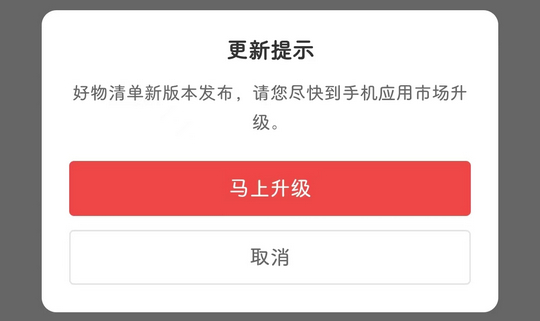 更新提示
好物清单新版本发布，请您尽快到手机应用市场升
级。
马上升级
取消